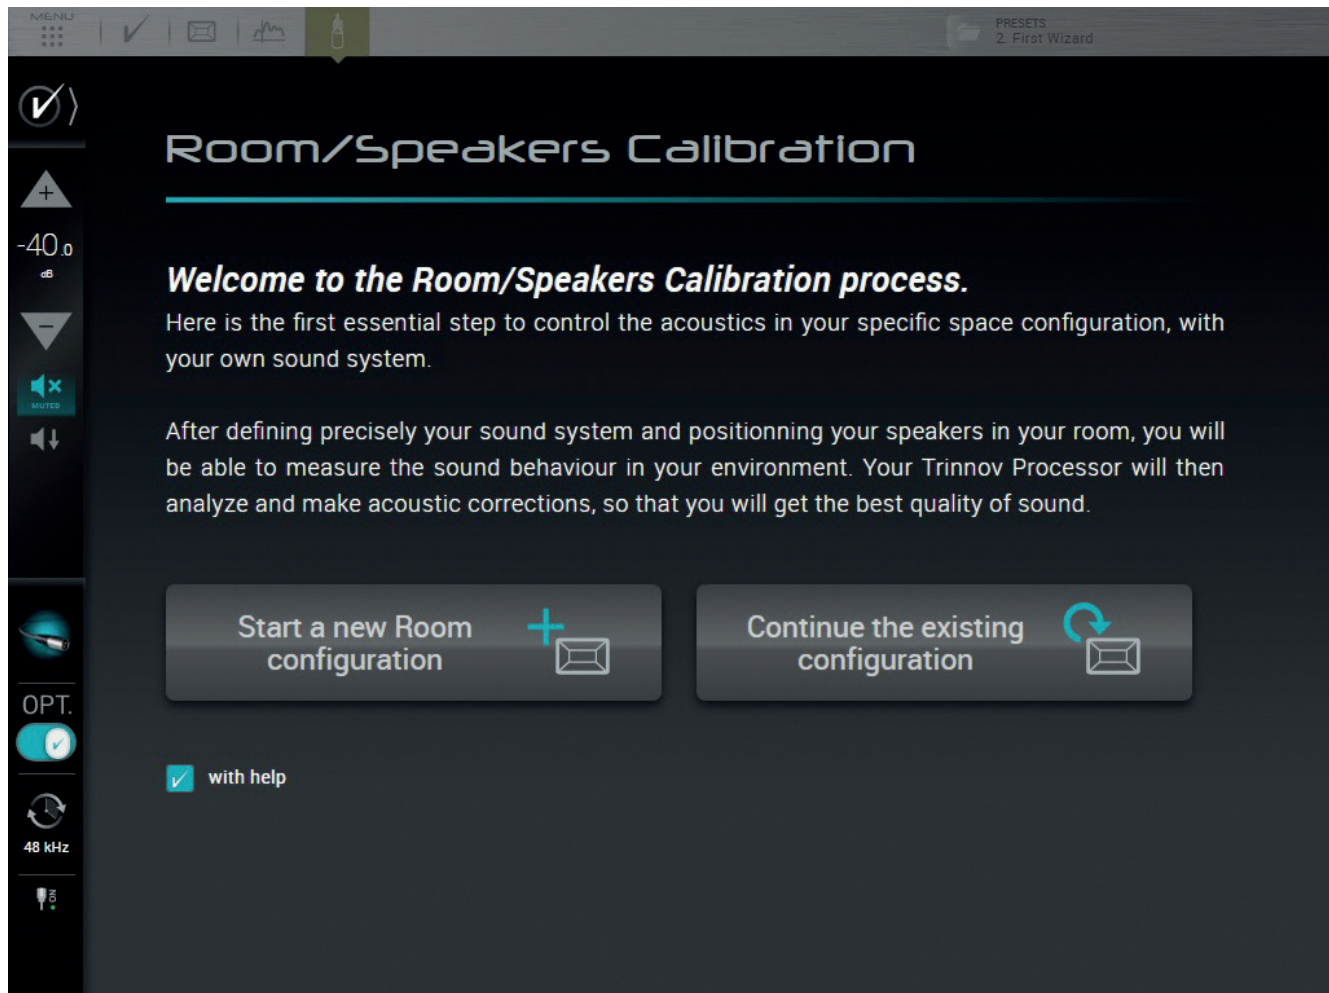 MENU
PRESETS
2. First Wizard
Room/Speakers Calibration
-40.0
dB
MUTED
OPT.
48 kHz
ON
Welcome to the Room/Speakers Calibration process.
Here is the first essential step to control the acoustics in your specific space configuration, with
your own sound system.
After defining precisely your sound system and positionning your speakers in your room, you will
be able to measure the sound behaviour in your environment. Your Trinnov Processor will then
analyze and make acoustic corrections, so that you will get the best quality of sound.
Start a new Room
configuration
Continue the existing
configuration
with help